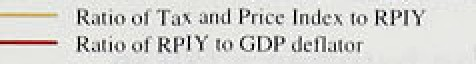 Ratio of Tax and Price Index to RPIY
Ratio of RPIY to GDP deflator